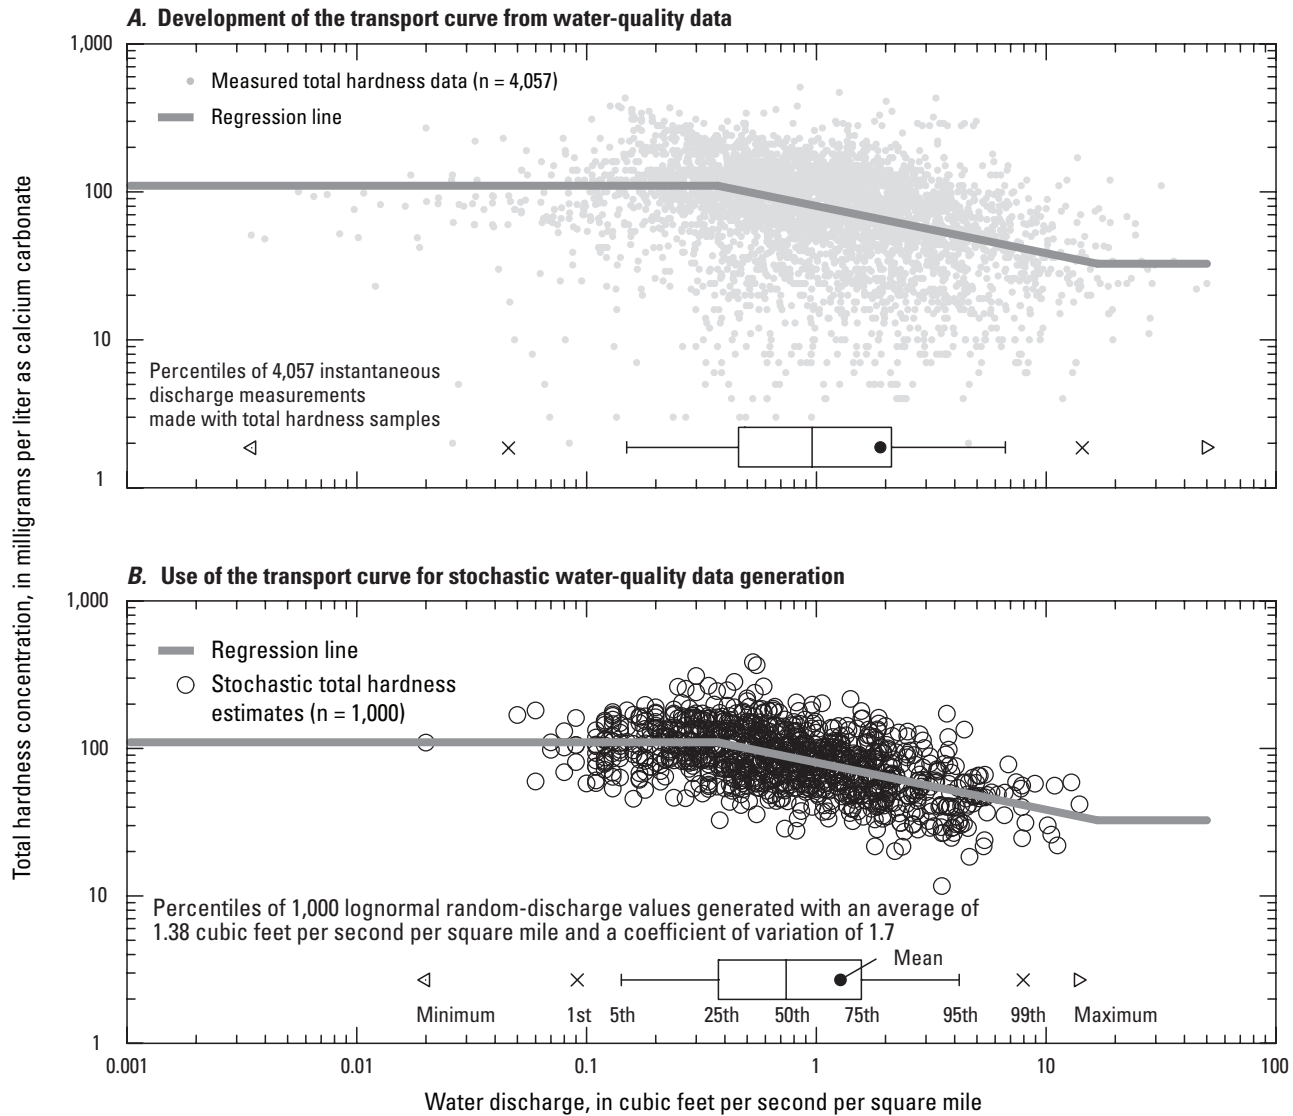 A. Development of the transport curve from water-quality data
1,000
Measured total hardness data (n = 4,057)
Regression line
100
10
Percentiles of 4,057 instantaneous
discharge measurements
made with total hardness samples
1
Total hardness concentration, in milligrams per liter as calcium carbonate
B. Use of the transport curve for stochastic water-quality data generation
1,000
Regression line
Stochastic total hardness
estimates (n = 1,000)
100
10
Percentiles of 1,000 lognormal random-discharge values generated with an average of
1.38 cubic feet per second per square mile and a coefficient of variation of 1.7
Mean
Minimum 1st 5th 25th 50th 75th 95th 99th Maximum
1
0.001 0.01 0.1 1 10 100
Water discharge, in cubic feet per second per square mile